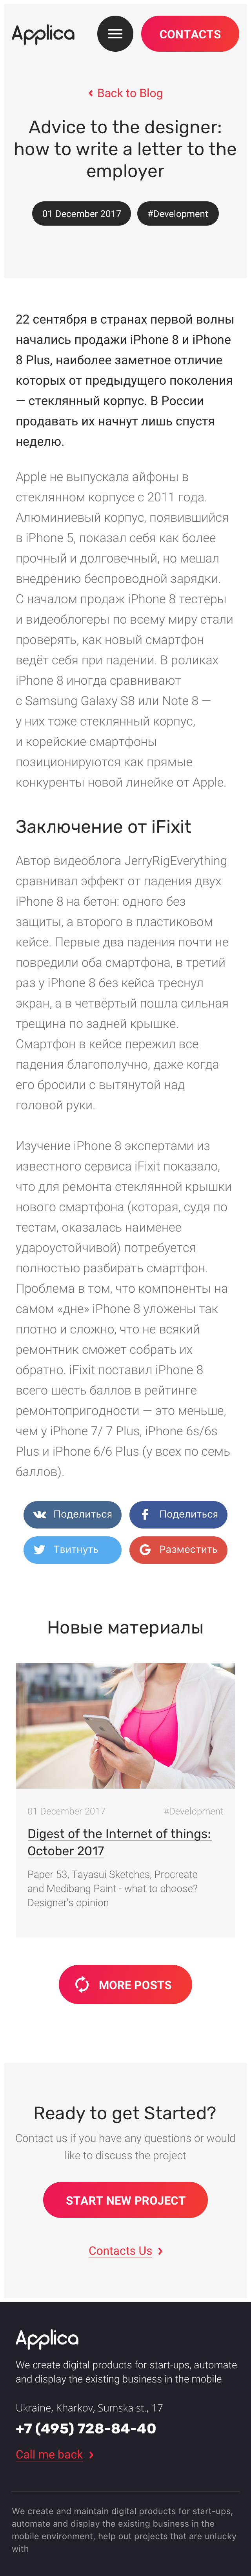 Applica
CONTACTS
Back to Blog
Advice to the designer:
how to write a letter to the
employer
01 December 2017
#Development
22 сентября в странах первой волны
начались продажи iPhone 8 и iPhone
8 Plus, наиболее заметное отличие
которых от предыдущего поколения
— стеклянный корпус. В России
продавать их начнут лишь спустя
неделю.
Apple не выпускала айфоны в
стеклянном корпусе с 2011 года.
Алюминиевый корпус, появившийся
в iPhone 5, показал себя как более
прочный и долговечный, но мешал
внедрению беспроводной зарядки.
С началом продаж iPhone 8 тестеры
и видеоблогеры по всему миру стали
проверять, как новый смартфон
ведёт себя при падении. В роликах
iPhone 8 иногда сравнивают
с Samsung Galaxy S8 или Note 8 —
у них тоже стеклянный корпус,
и корейские смартфоны
позиционируются как прямые
конкуренты новой линейке от Apple.
Заключение от iFixit
Автор видеоблога JerryRigEverything
сравнивал эффект от падения двух
iPhone 8 на бетон: одного без
защиты, а второго в пластиковом
кейсе. Первые два падения почти не
повредили оба смартфона, в третий
раз у iPhone 8 без кейса треснул
экран, а в четвёртый пошла сильная
трещина по задней крышке.
Смартфон в кейсе пережил все
падения благополучно, даже когда
его бросили с вытянутой над
головой руки.
Изучение iPhone 8 экспертами из
известного сервиса iFixit показало,
что для ремонта стеклянной крышки
нового смартфона (которая, судя по
тестам, оказалась наименее
удароустойчивой) потребуется
полностью разбирать смартфон.
Проблема в том, что компоненты на
самом «дне» iPhone 8 уложены так
плотно и сложно, что не всякий
ремонтник сможет собрать их
обратно. iFixit поставил iPhone 8
всего шесть баллов в рейтинге
ремонтопригодности — это меньше,
чем у iPhone 7/ 7 Plus, iPhone 6s/6s
Plus и iPhone 6/6 Plus (у всех по семь
баллов).
Поделиться
Поделиться
Твитнуть
Разместить
Новые материалы
01 December 2017
#Development
Digest of the Internet of things:
October 2017
Paper 53, Tayasui Sketches, Procreate
and Medibang Paint - what to choose?
Designer's opinion
MORE POSTS
Ready to get Started?
Contact us if you have any questions or would
like to discuss the project
START NEW PROJECT
Contacts Us
Applica
We create digital products for start-ups, automate
and display the existing business in the mobile
Ukraine, Kharkov, Sumska st., 17
+7 (495) 728-84-40
Call me back
We create and maintain digital products for start-ups,
automate and display the existing business in the
mobile environment, help out projects that are unlucky
with